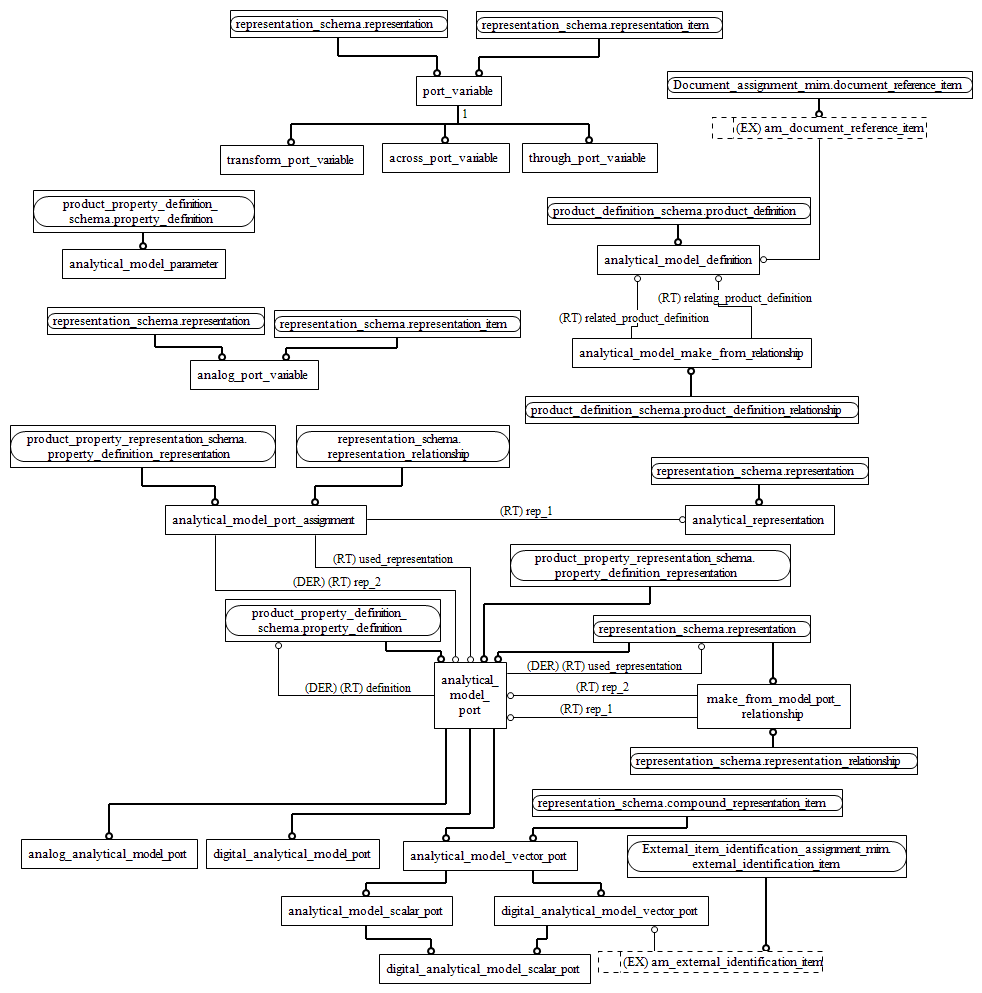 representation_schema.representation
representation_schema.representation_item
port_variable
1
Document_assignment_mim.document_reference_item
(EX) am_document_reference_item
transform_port_variable
across_port_variable
through_port_variable
product_property_definition_
schema.property_definition
analytical_model_parameter
product_definition_schema.product_definition
analytical_model_definition
(RT) relating_product_definition
(RT) related_product_definition
representation_schema.representation
representation_schema.representation_item
analog_port_variable
analytical_model_make_from_relationship
product_definition_schema.product_definition_relationship
product_property_representation_schema.
property_definition_representation
representation_schema.
representation_relationship
representation_schema.representation
analytical_model_port_assignment
(RT) rep_1
analytical_representation
(RT) used_representation
(DER) (RT) rep_2
product_property_representation_schema.
property_definition_representation
product_property_definition_
schema.property_definition
representation_schema.representation
(DER) (RT) used_representation
(DER) (RT) definition
analytical_
model_
port
(RT) rep_2
(RT) rep_1
make_from_model_port_
relationship
representation_schema.representation_relationship
representation_schema.compound_representation_item
analog_analytical_model_port
digital_analytical_model_port
analytical_model_vector_port
External_item_identification_assignment_mim.
external_identification_item
analytical_model_scalar_port
digital_analytical_model_vector_port
digital_analytical_model_scalar_port
(EX) am_external_identification_item